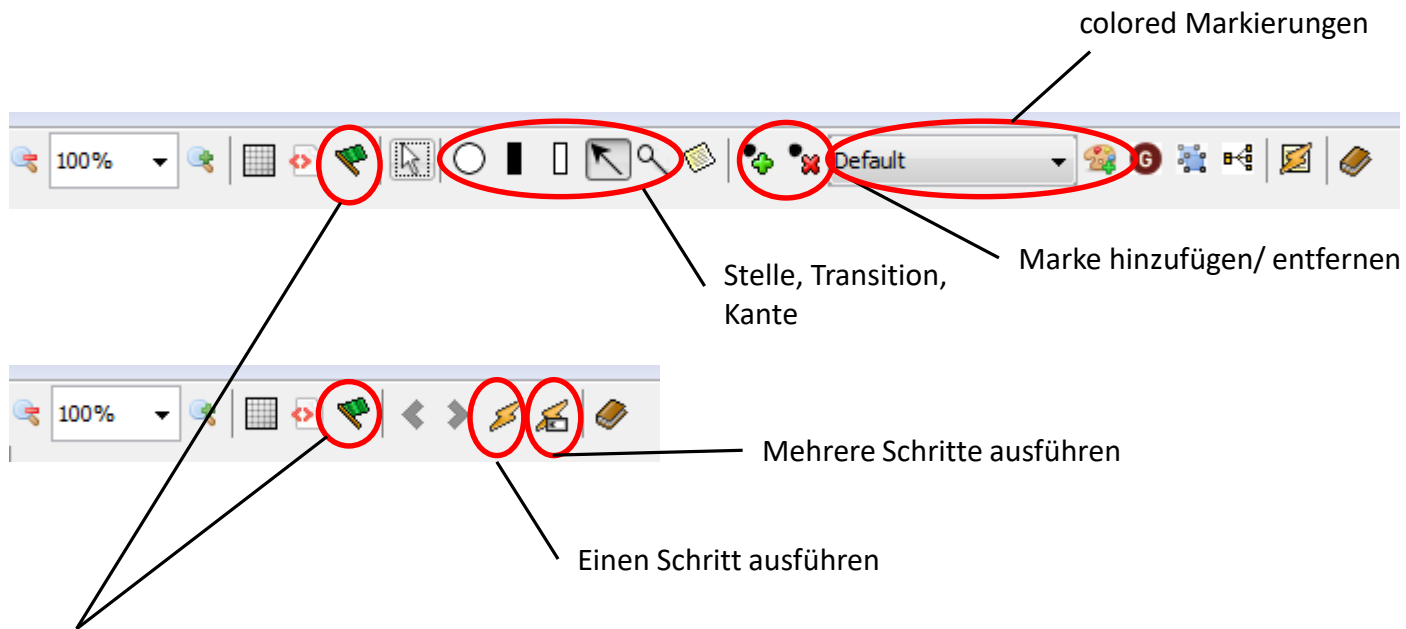 colored Markierungen
100%
Default
G
Marke hinzufügen/ entfernen
Stelle, Transition,
Kante
100%
Mehrere Schritte ausführen
Einen Schritt ausführen